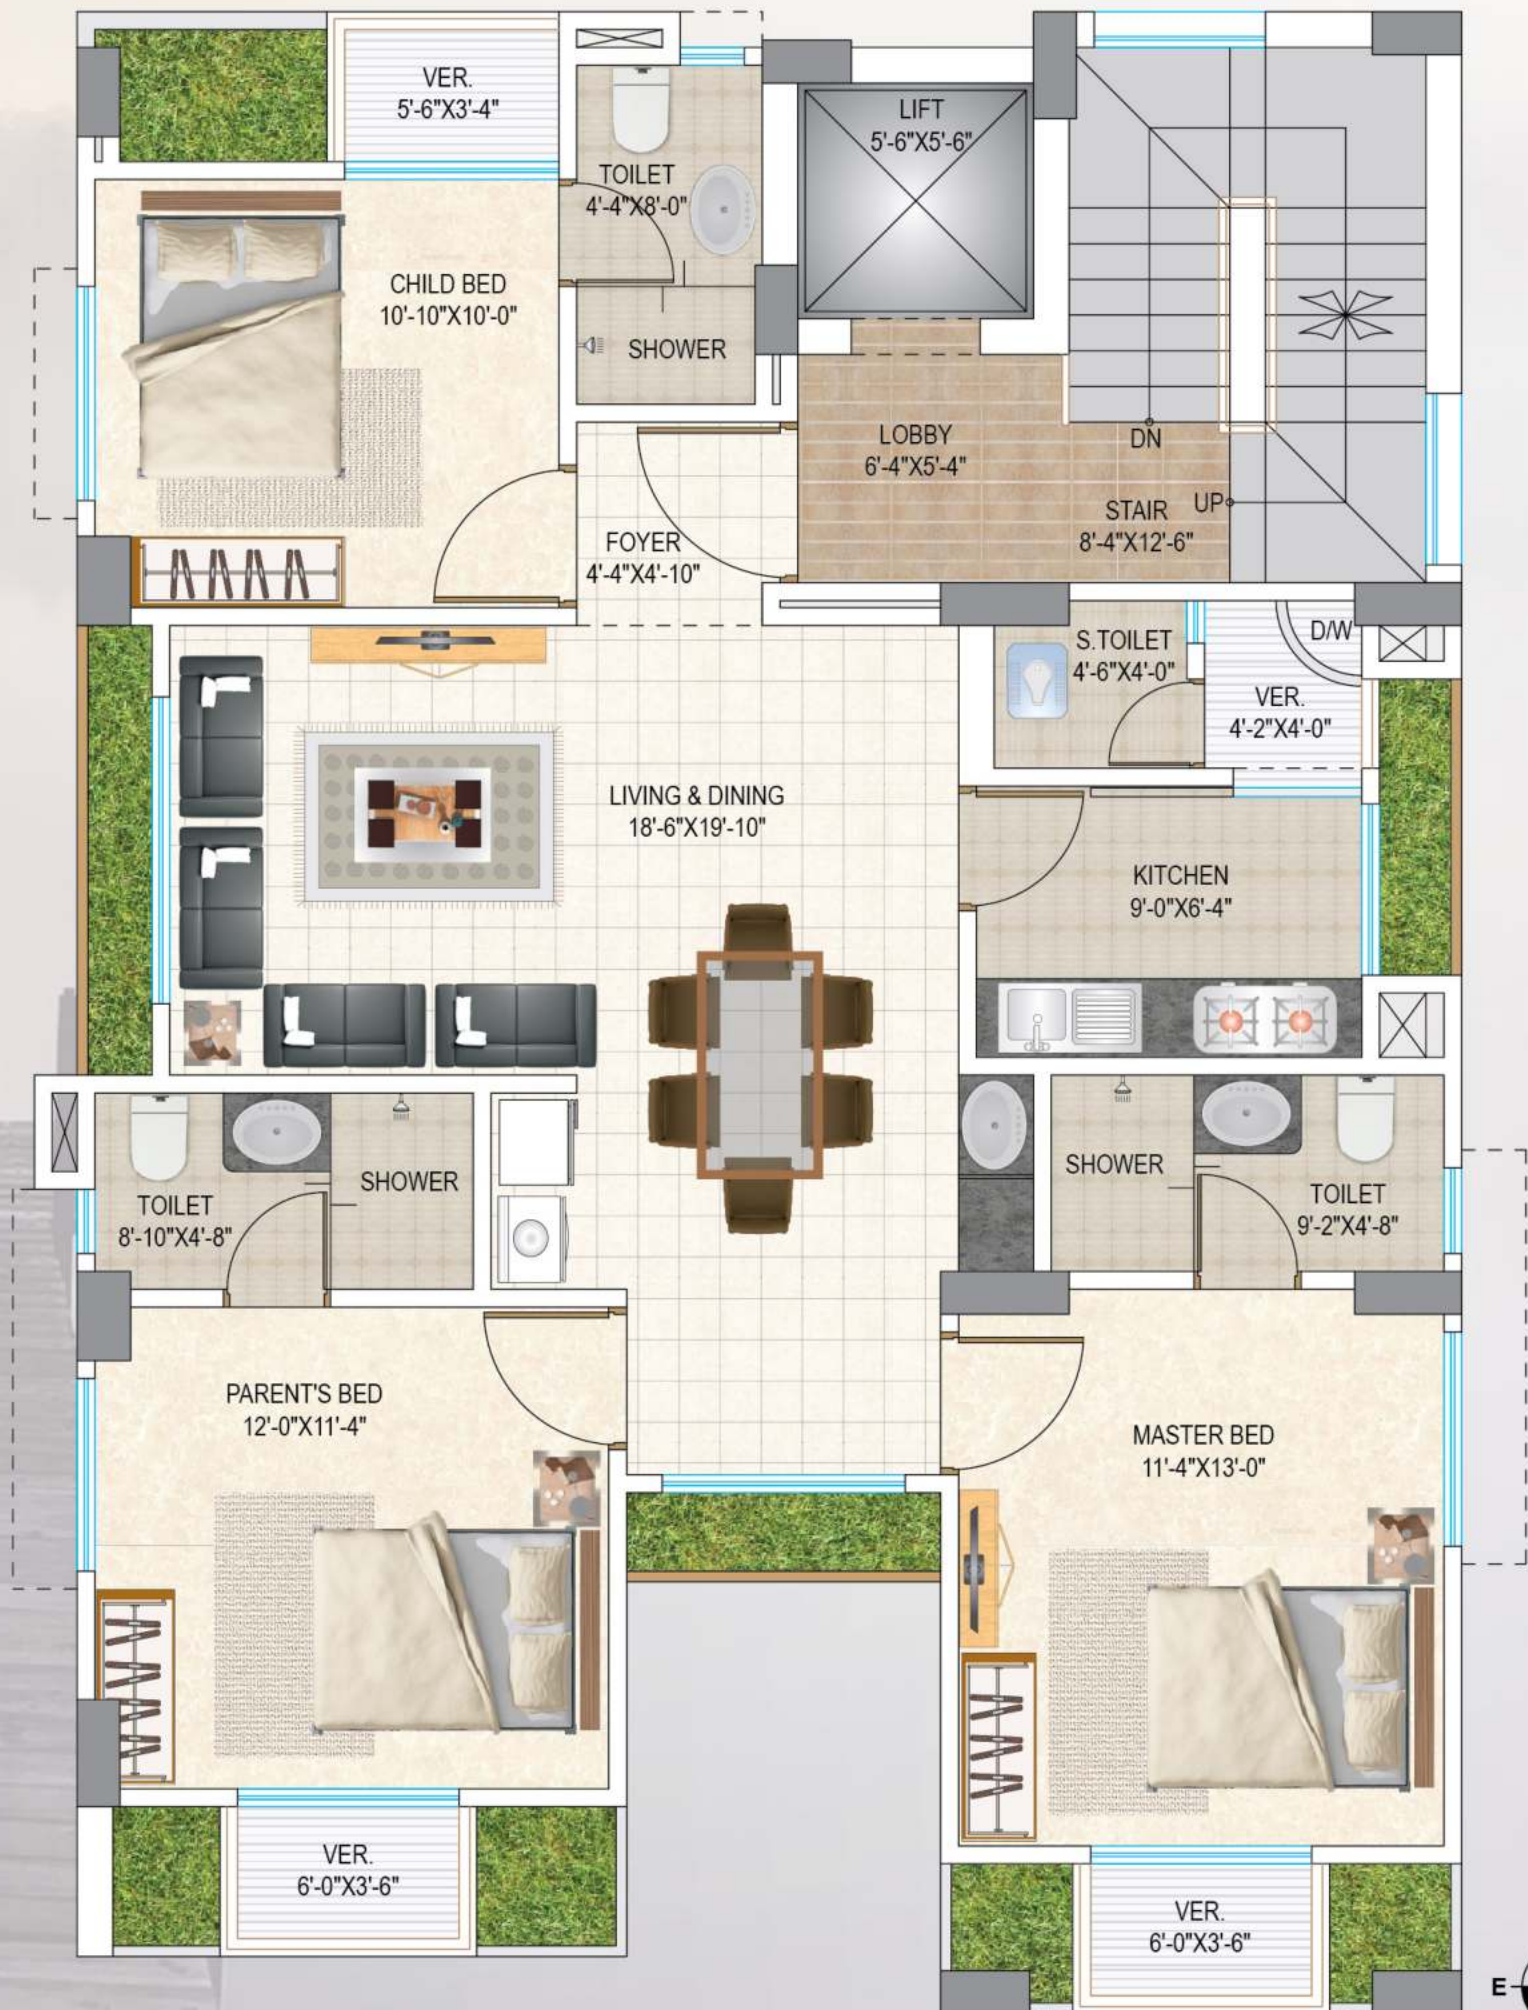 VER.
5'-6"X3'-4"
LIFT
5'-6"X5'-6"
TOILET
4'-4"X8'-0"
CHILD BED
10'-10"X10'-0"
SHOWER
LOBBY
6'-4"X5'-4"
DN
UP
STAIR
8'-4"X12'-6"
FOYER
4'-4"X4'-10"
S.TOILET
4'-6"X4'-0"
D/W
VER.
4'-2"X4'-0"
LIVING & DINING
18'-6"X19'-10"
KITCHEN
9'-0"X6'-4"
SHOWER
TOILET
8'-10"X4'-8"
SHOWER
TOILET
9'-2"X4'-8"
PARENT'S BED
12'-0"X11'-4"
MASTER BED
11'-4"X13'-0"
VER.
6'-0"X3'-6"
VER.
6'-0"X3'-6"
E